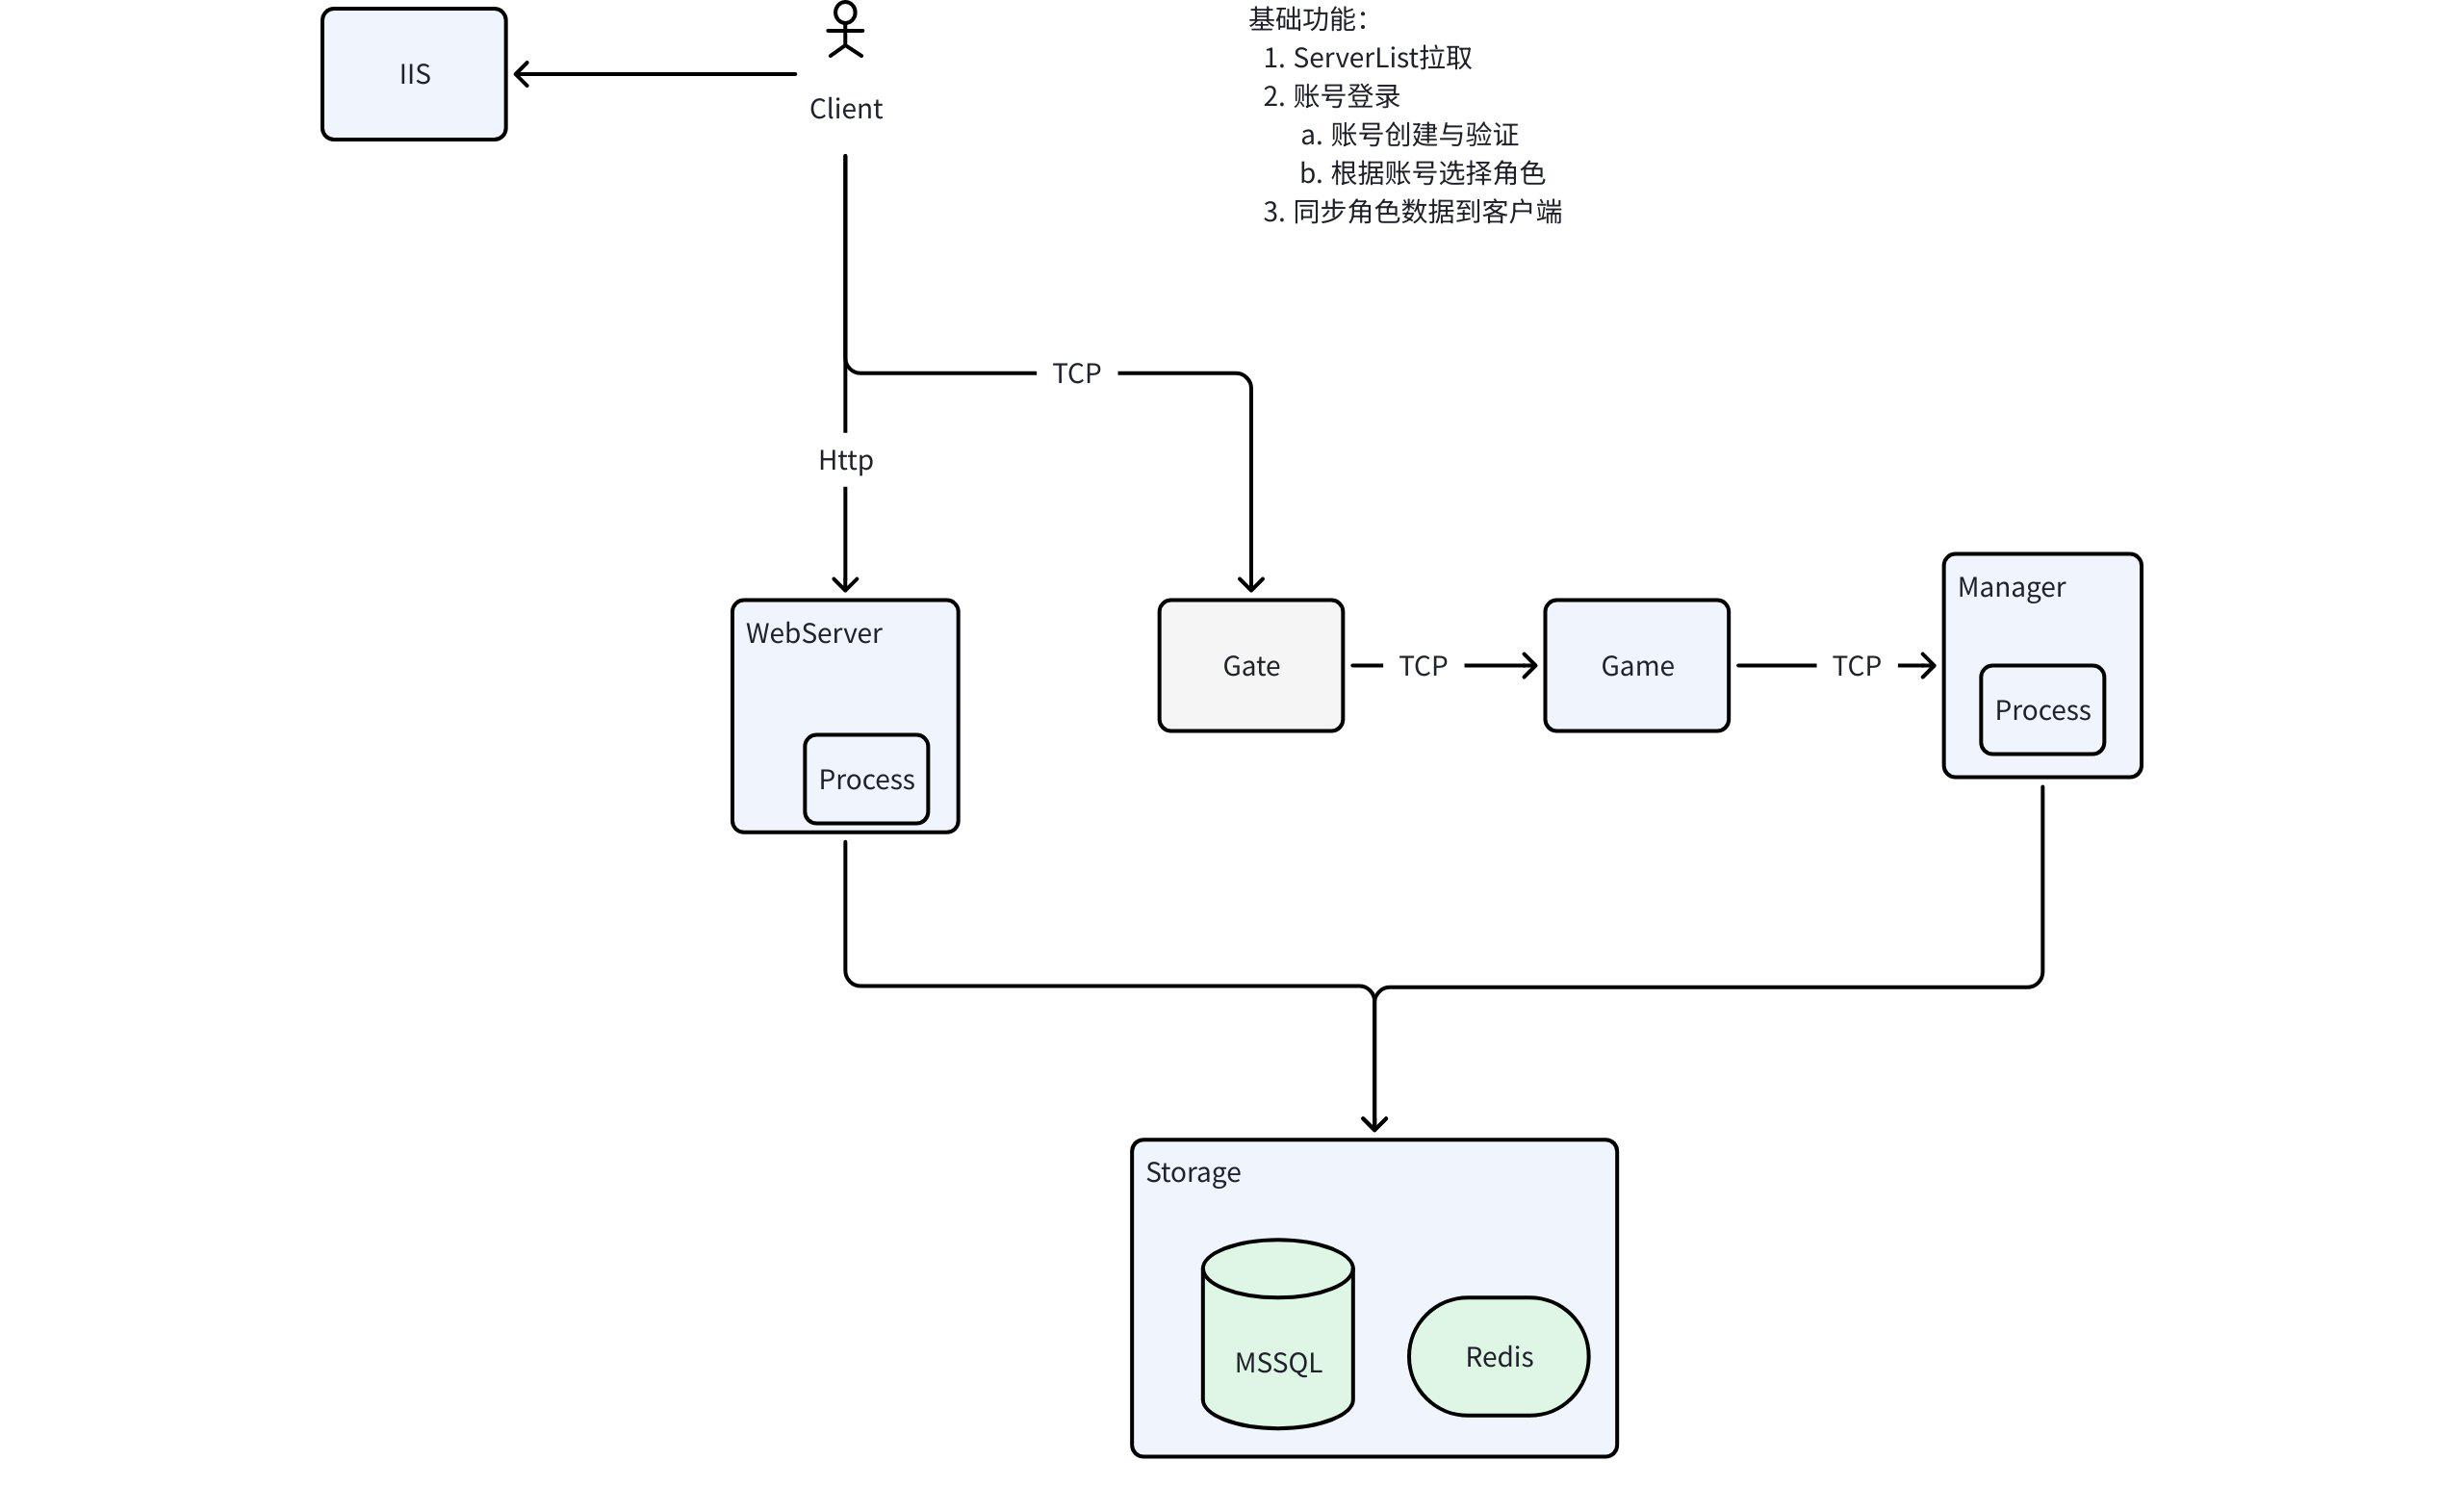 IIS
Client
基础功能：
1. ServerList拉取
2. 账号登录
a. 账号创建与验证
b. 根据账号选择角色
3. 同步角色数据到客户端
TCP
Http
WebServer
Process
Gate
TCP
Game
TCP
Manager
Process
Storage
MSSQL
Redis